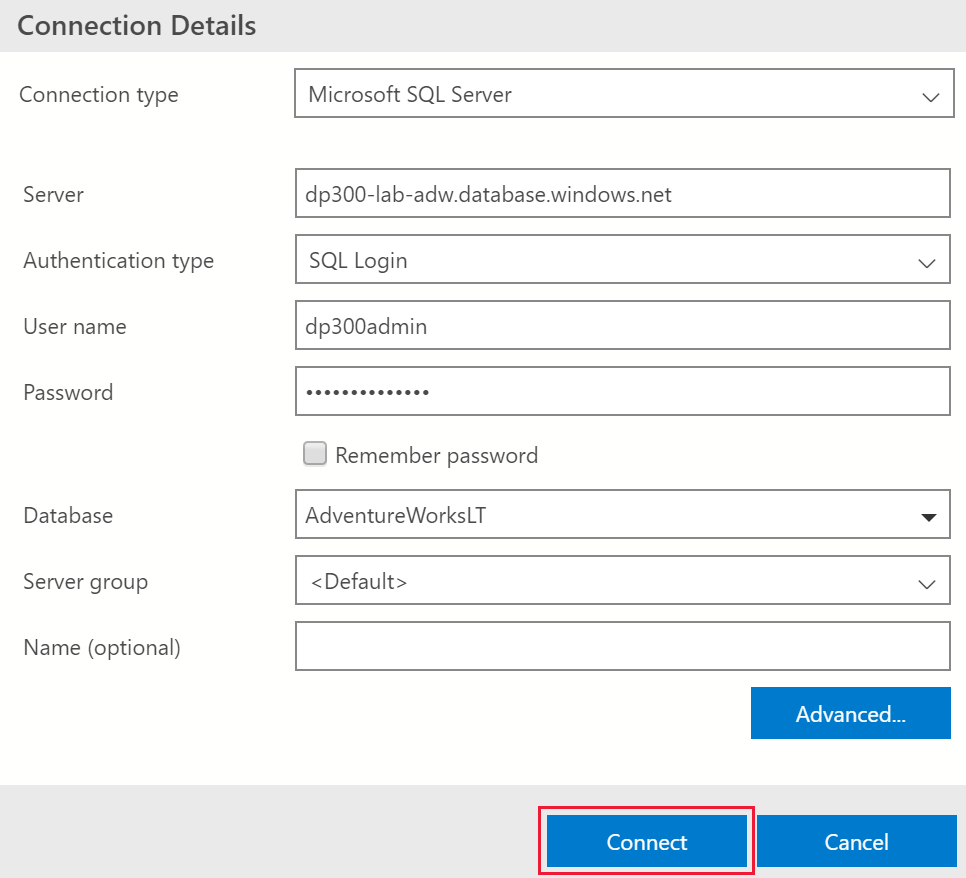 Connection Details
Connection type Microsoft SQL Server
Server dp300-lab-adw.database.windows.net
Authentication type SQL Login
User name dp300admin
Password ••••••••••••••
Remember password
Database AdventureWorksLT
Server group <Default>
Name (optional)
Advanced...
Connect Cancel